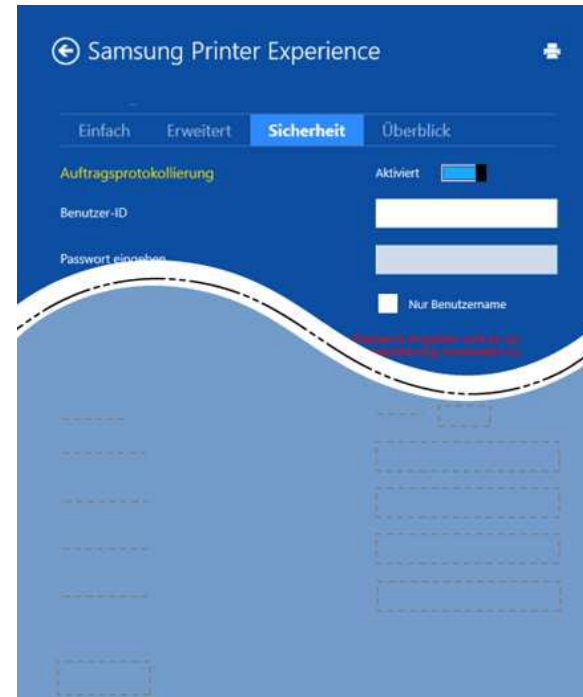 Samsung Printer Experience
Einfach Erweitert Sicherheit Überblick
Auftragsprotokollierung Aktiviert
Benutzer-ID
Passwort eingeben
Nur Benutzername